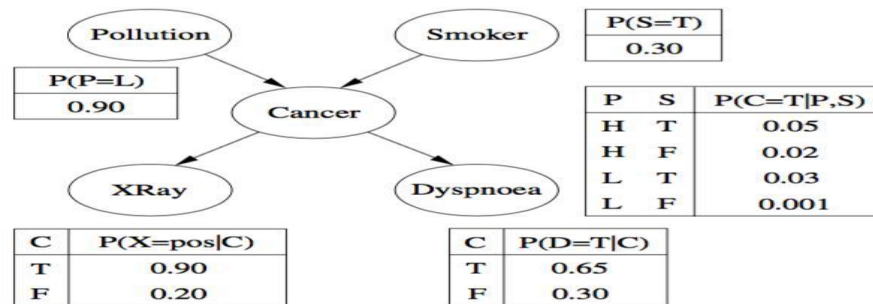 Pollution
Smoker
P(S=T)
0.30
P(P=L)
0.90
Cancer
P S P(C=T|P,S)
H T 0.05
H F 0.02
L T 0.03
L F 0.001
XRay
Dyspnoea
C P(X=pos|C)
T 0.90
F 0.20
C P(D=T|C)
T 0.65
F 0.30